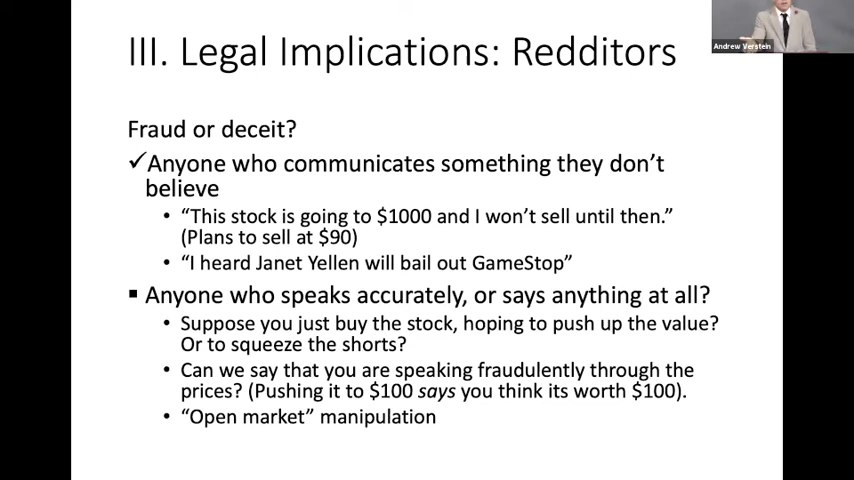 III. Legal Implications: Redditors
Andrew Verstein
Fraud or deceit?
✓Anyone who communicates something they don’t
believe
• “This stock is going to $1000 and I won’t sell until then.”
(Plans to sell at $90)
• “I heard Janet Yellen will bail out GameStop”
▪ Anyone who speaks accurately, or says anything at all?
• Suppose you just buy the stock, hoping to push up the value?
Or to squeeze the shorts?
• Can we say that you are speaking fraudulently through the
prices? (Pushing it to $100 says you think its worth $100).
• “Open market” manipulation